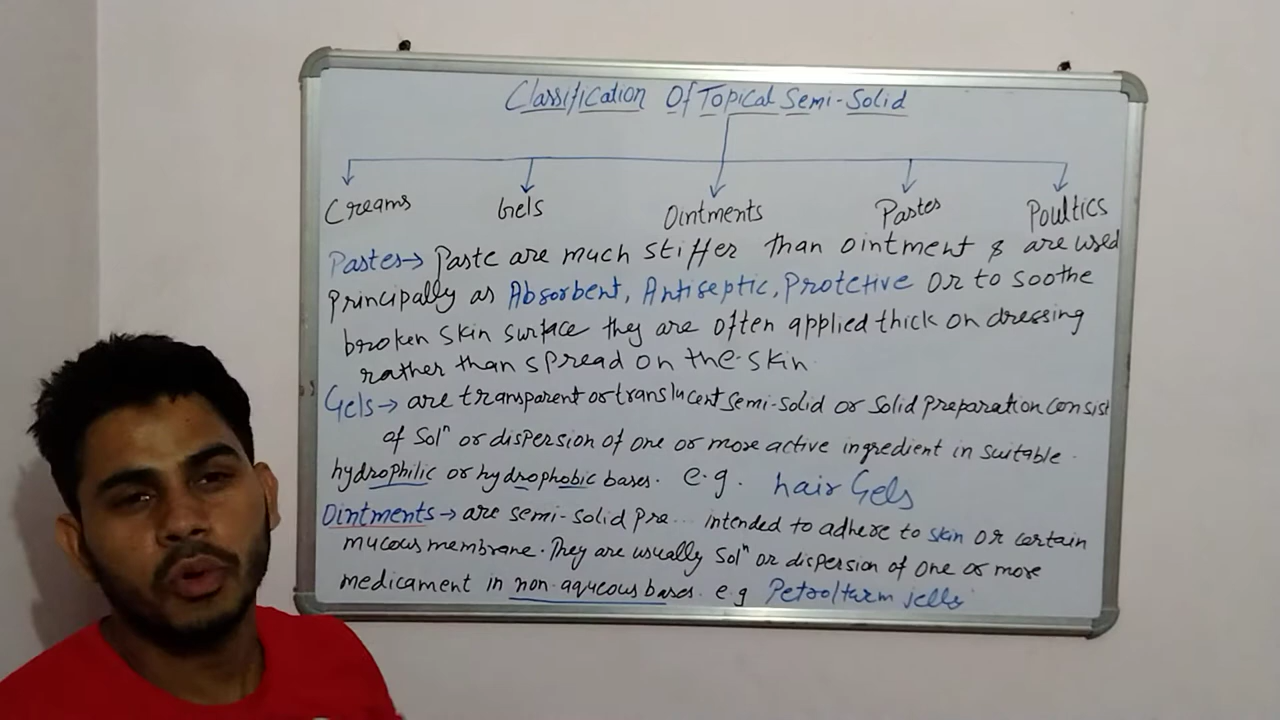 Classification Of Topical Semi-Solid
Creams Gels Ointments Pastes Poultics
Pastes→ Paste are much stiffer than ointment & are used
principally as Absorbent, Antiseptic, Protetive Or to soothe
broken skin surface they are often applied thick on dressing
rather than spread on the skin
Gels→ are transparent or translucent semi-solid or solid preparation consist
of Solⁿ or dispersion of one or more active ingredient in suitable
hydrophilic or hydrophobic bases. e.g. hair Gels
Ointments→ are semi-solid pre... intended to adhere to skin or certain
mucous membrane. They are usually Solⁿ or dispersion of one or more
medicament in non-aqueous bases. e.g